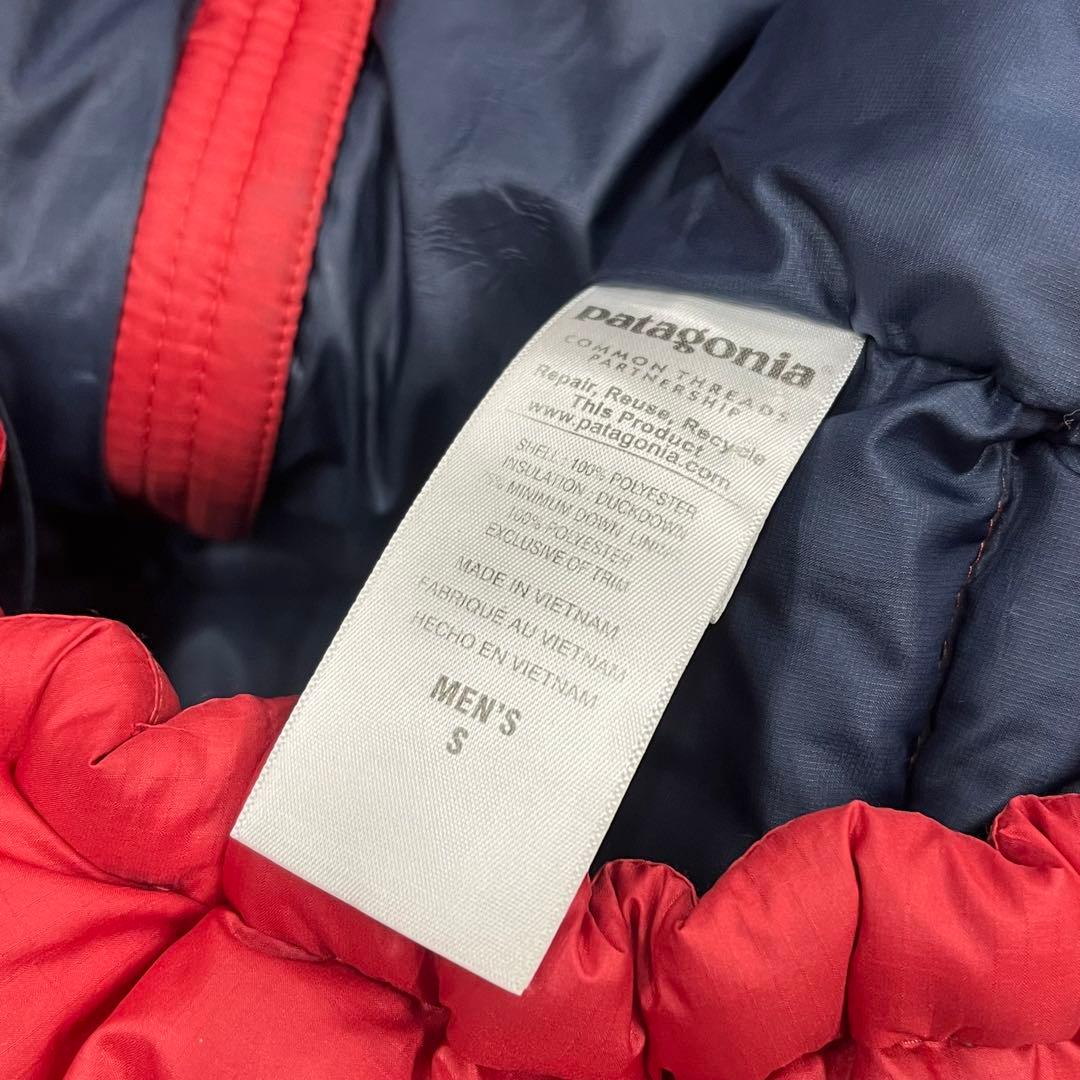 patagonia
COMMON THREADS
PARTNERSHIP
Repair, Reuse, Recycle
This Product
www.patagonia.com
SHELL: 100% POLYESTER
INSULATION: DUCKDOWN
MINIMUM DOWN, LINING
100% POLYESTER
EXCLUSIVE OF TRIM
MADE IN VIETNAM
FABRIQUÉ AU VIETNAM
HECHO EN VIETNAM
MEN'S
S